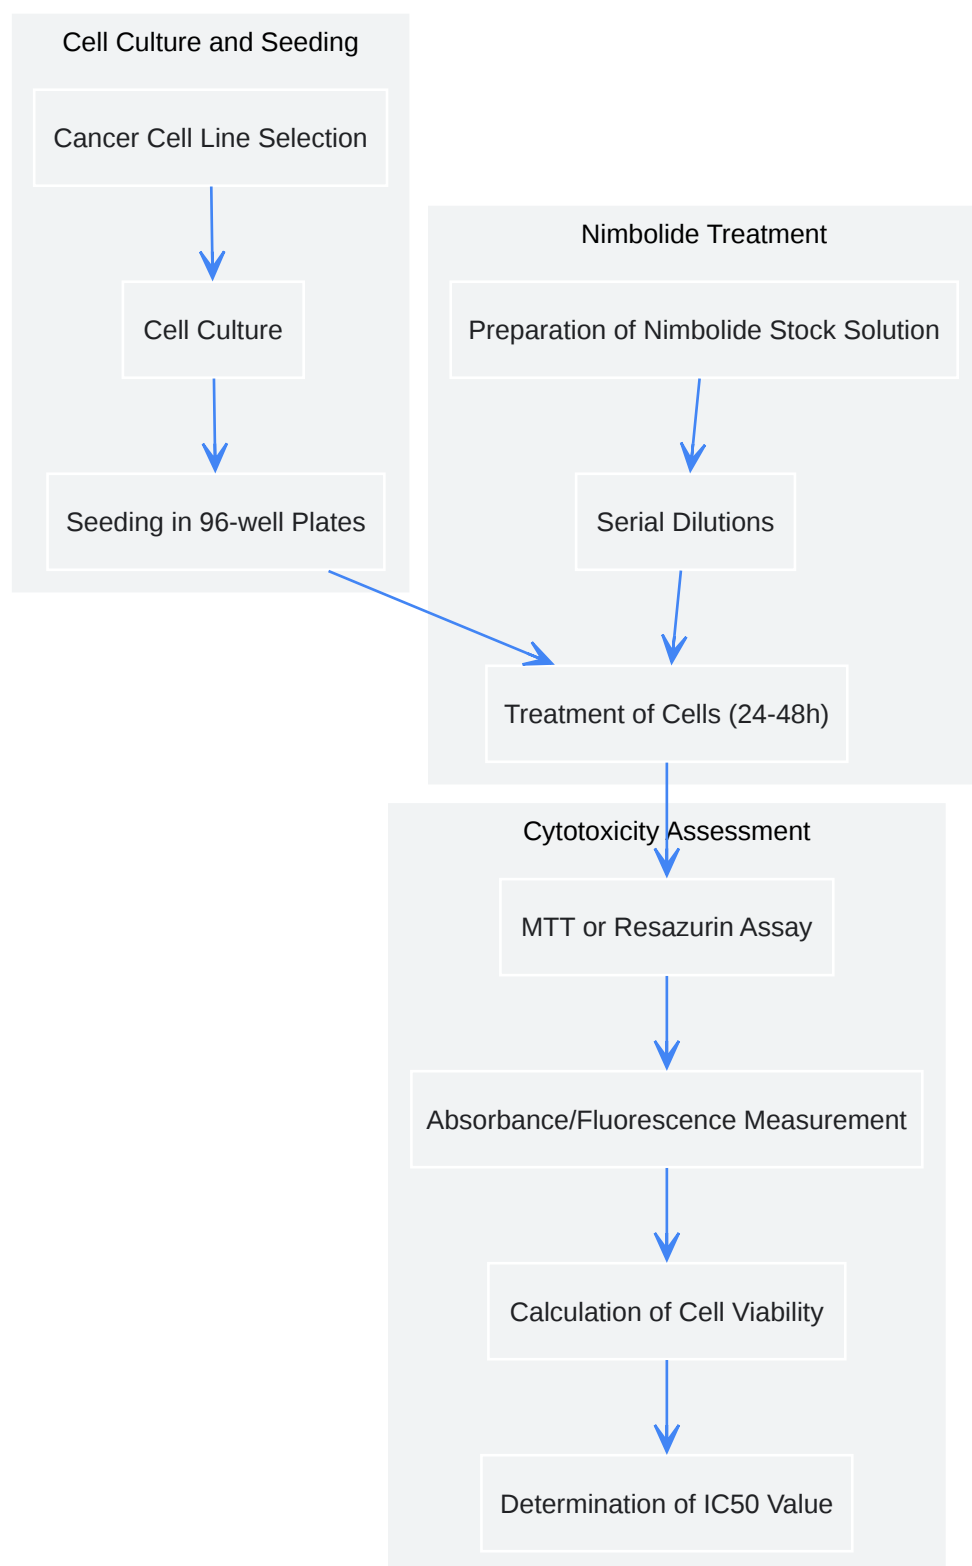 Cell Culture and Seeding
Cancer Cell Line Selection
Cell Culture
Seeding in 96-well Plates
Nimbolide Treatment
Preparation of Nimbolide Stock Solution
Serial Dilutions
Treatment of Cells (24-48h)
Cytotoxicity Assessment
MTT or Resazurin Assay
Absorbance/Fluorescence Measurement
Calculation of Cell Viability
Determination of IC50 Value